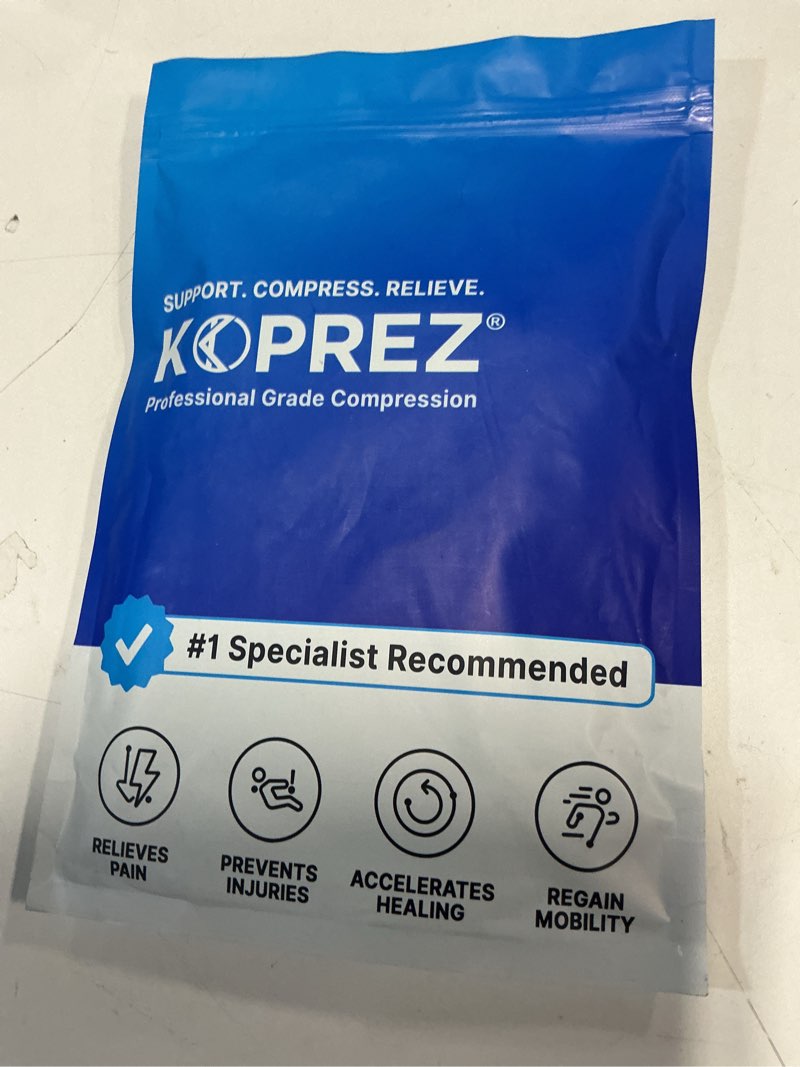 SUPPORT. COMPRESS. RELIEVE.
KOPREZ®
Professional Grade Compression
#1 Specialist Recommended
RELIEVES
PAIN
PREVENTS
INJURIES
ACCELERATES
HEALING
REGAIN
MOBILITY